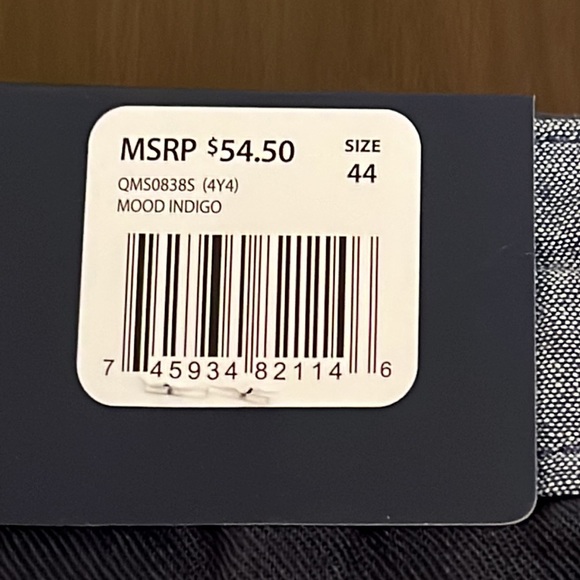 MSRP $54.50
SIZE
44
QMS0838S (4Y4)
MOOD INDIGO
7 45934 82114 6